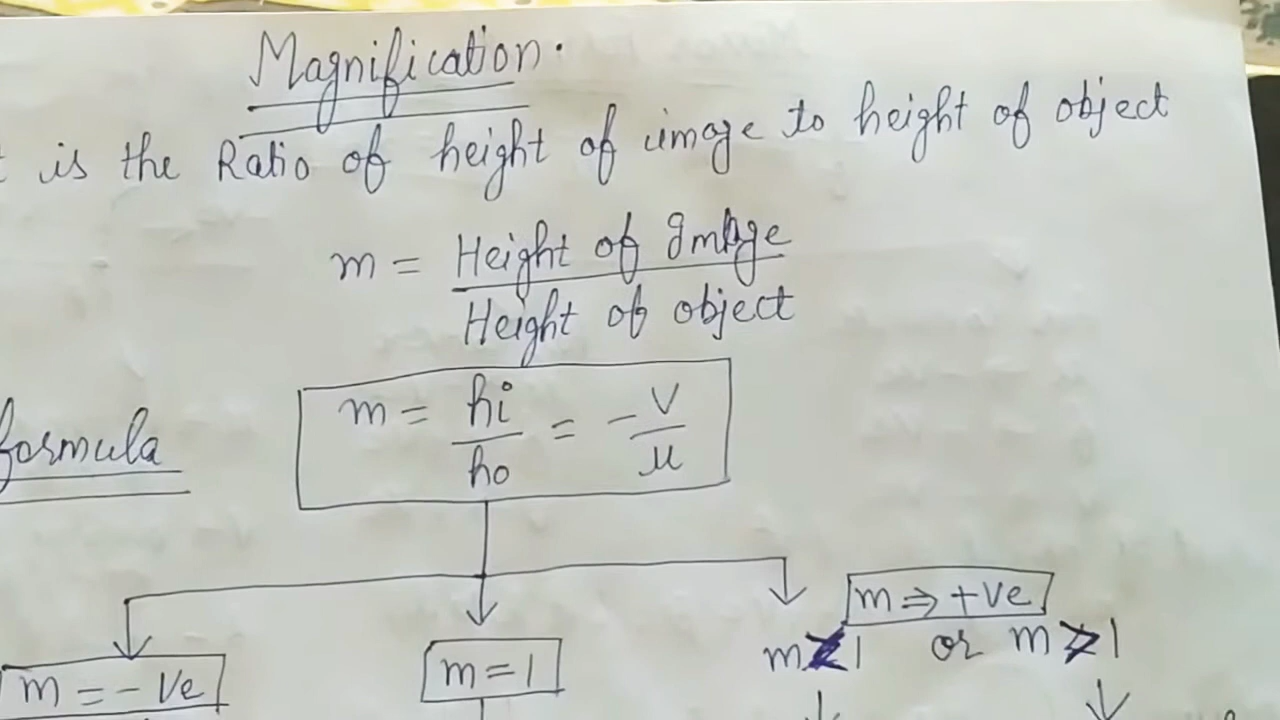 Magnification.
is the Ratio of height of image to height of object
m = Height of Image
Height of object
formula
m = hi/ho = -v/u
m ⇒ +ve
m 1 or m > 1
m = - ve
m = 1